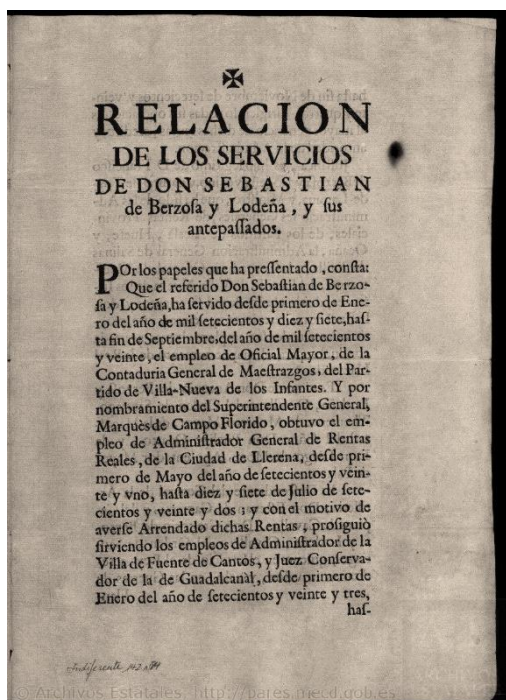 ✠
RELACION
DE LOS SERVICIOS
DE DON SEBASTIAN
de Berzoſa y Lodeña, y ſus
antepaſſados.
POr los papeles que ha preſſentado, conſta:
Que el referido Don Sebaſtian de Berzo-
ſa y Lodeña, ha ſervido deſde primero de Ene-
ro del año de mil ſetecientos y diez y ſiete, haſ-
ta fin de Septiembre, del año de mil ſetecientos
y veinte, el empleo de Oficial Mayor, de la
Contaduria General de Maeſtrazgos, del Par-
tido de Villa-Nueva de los Infantes. Y por
nombramiento del Superintendente General,
Marquès de Campo Florido, obtuvo el em-
pleo de Adminiſtrador General de Rentas
Reales, de la Ciudad de Llerena, deſde pri-
mero de Mayo del año de ſetecientos y vein-
te y vno, haſta diez y ſiete de Julio de ſete-
cientos y veinte y dos; y con el motivo de
averſe Arrendado dichas Rentas, proſiguiò
ſirviendo los empleos de Adminiſtrador de la
Villa de Fuente de Cantos, y Juez Conſerva-
dor de la de Guadalcanàl, deſde primero de
Enero del año de ſetecientos y veinte y tres,
haſ-
Indiferente, 142
© Archivos Estatales, http://pares.mecd.gob.es